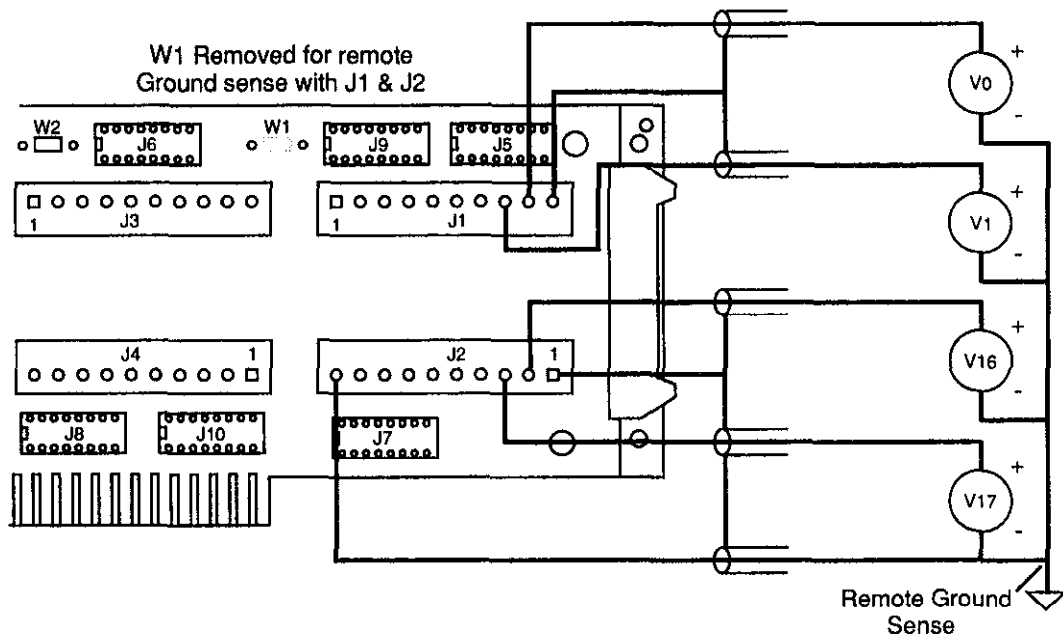 W1 Removed for remote
Ground sense with J1 & J2
W2
J6
W1
J9
J5
1
J3
1
J1
J4
1
J2
1
J8
J10
J7
+
V0
-
+
V1
-
+
V16
-
+
V17
-
Remote Ground
Sense